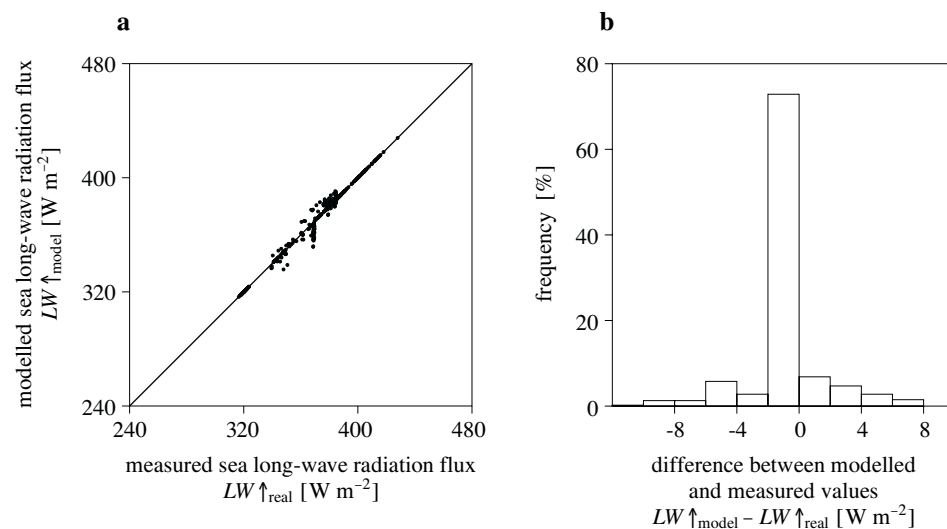 a
480
400
320
240
240 320 400 480
modelled sea long-wave radiation flux
LW↑model [W m−2]
measured sea long-wave radiation flux
LW↑real [W m−2]
b
80
60
40
20
0
-8 -4 0 4 8
frequency [%]
difference between modelled
and measured values
LW↑model – LW↑real [W m−2]